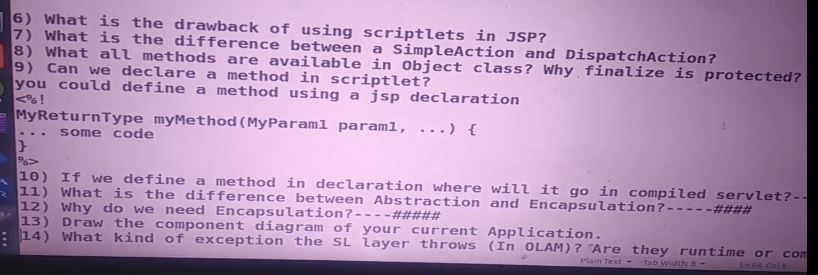 6) What is the drawback of using scriptlets in JSP?
7) What is the difference between a SimpleAction and DispatchAction?
8) What all methods are available in Object class? Why finalize is protected?
9) Can we declare a method in scriptlet?
you could define a method using a jsp declaration
<%!
MyReturnType myMethod(MyParam1 param1, ...) {
... some code
}
%>
10) If we define a method in declaration where will it go in compiled servlet?--
11) What is the difference between Abstraction and Encapsulation?-----####
12) Why do we need Encapsulation?----#####
13) Draw the component diagram of your current Application.
14) What kind of exception the SL layer throws (In OLAM)? Are they runtime or com
Plain Text Tab Width: 8 Ln 64, Col 1